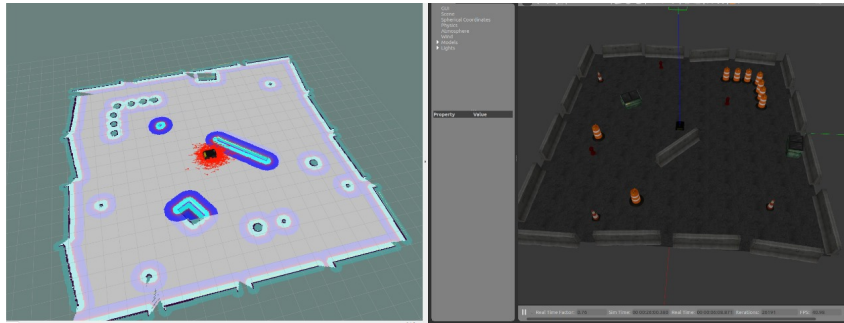 GUI
Scene
Spherical Coordinates
Physics
Atmosphere
Wind
Models
Lights
Property Value
Real Time Factor: Sim Time: Real Time: Iterations: FPS: